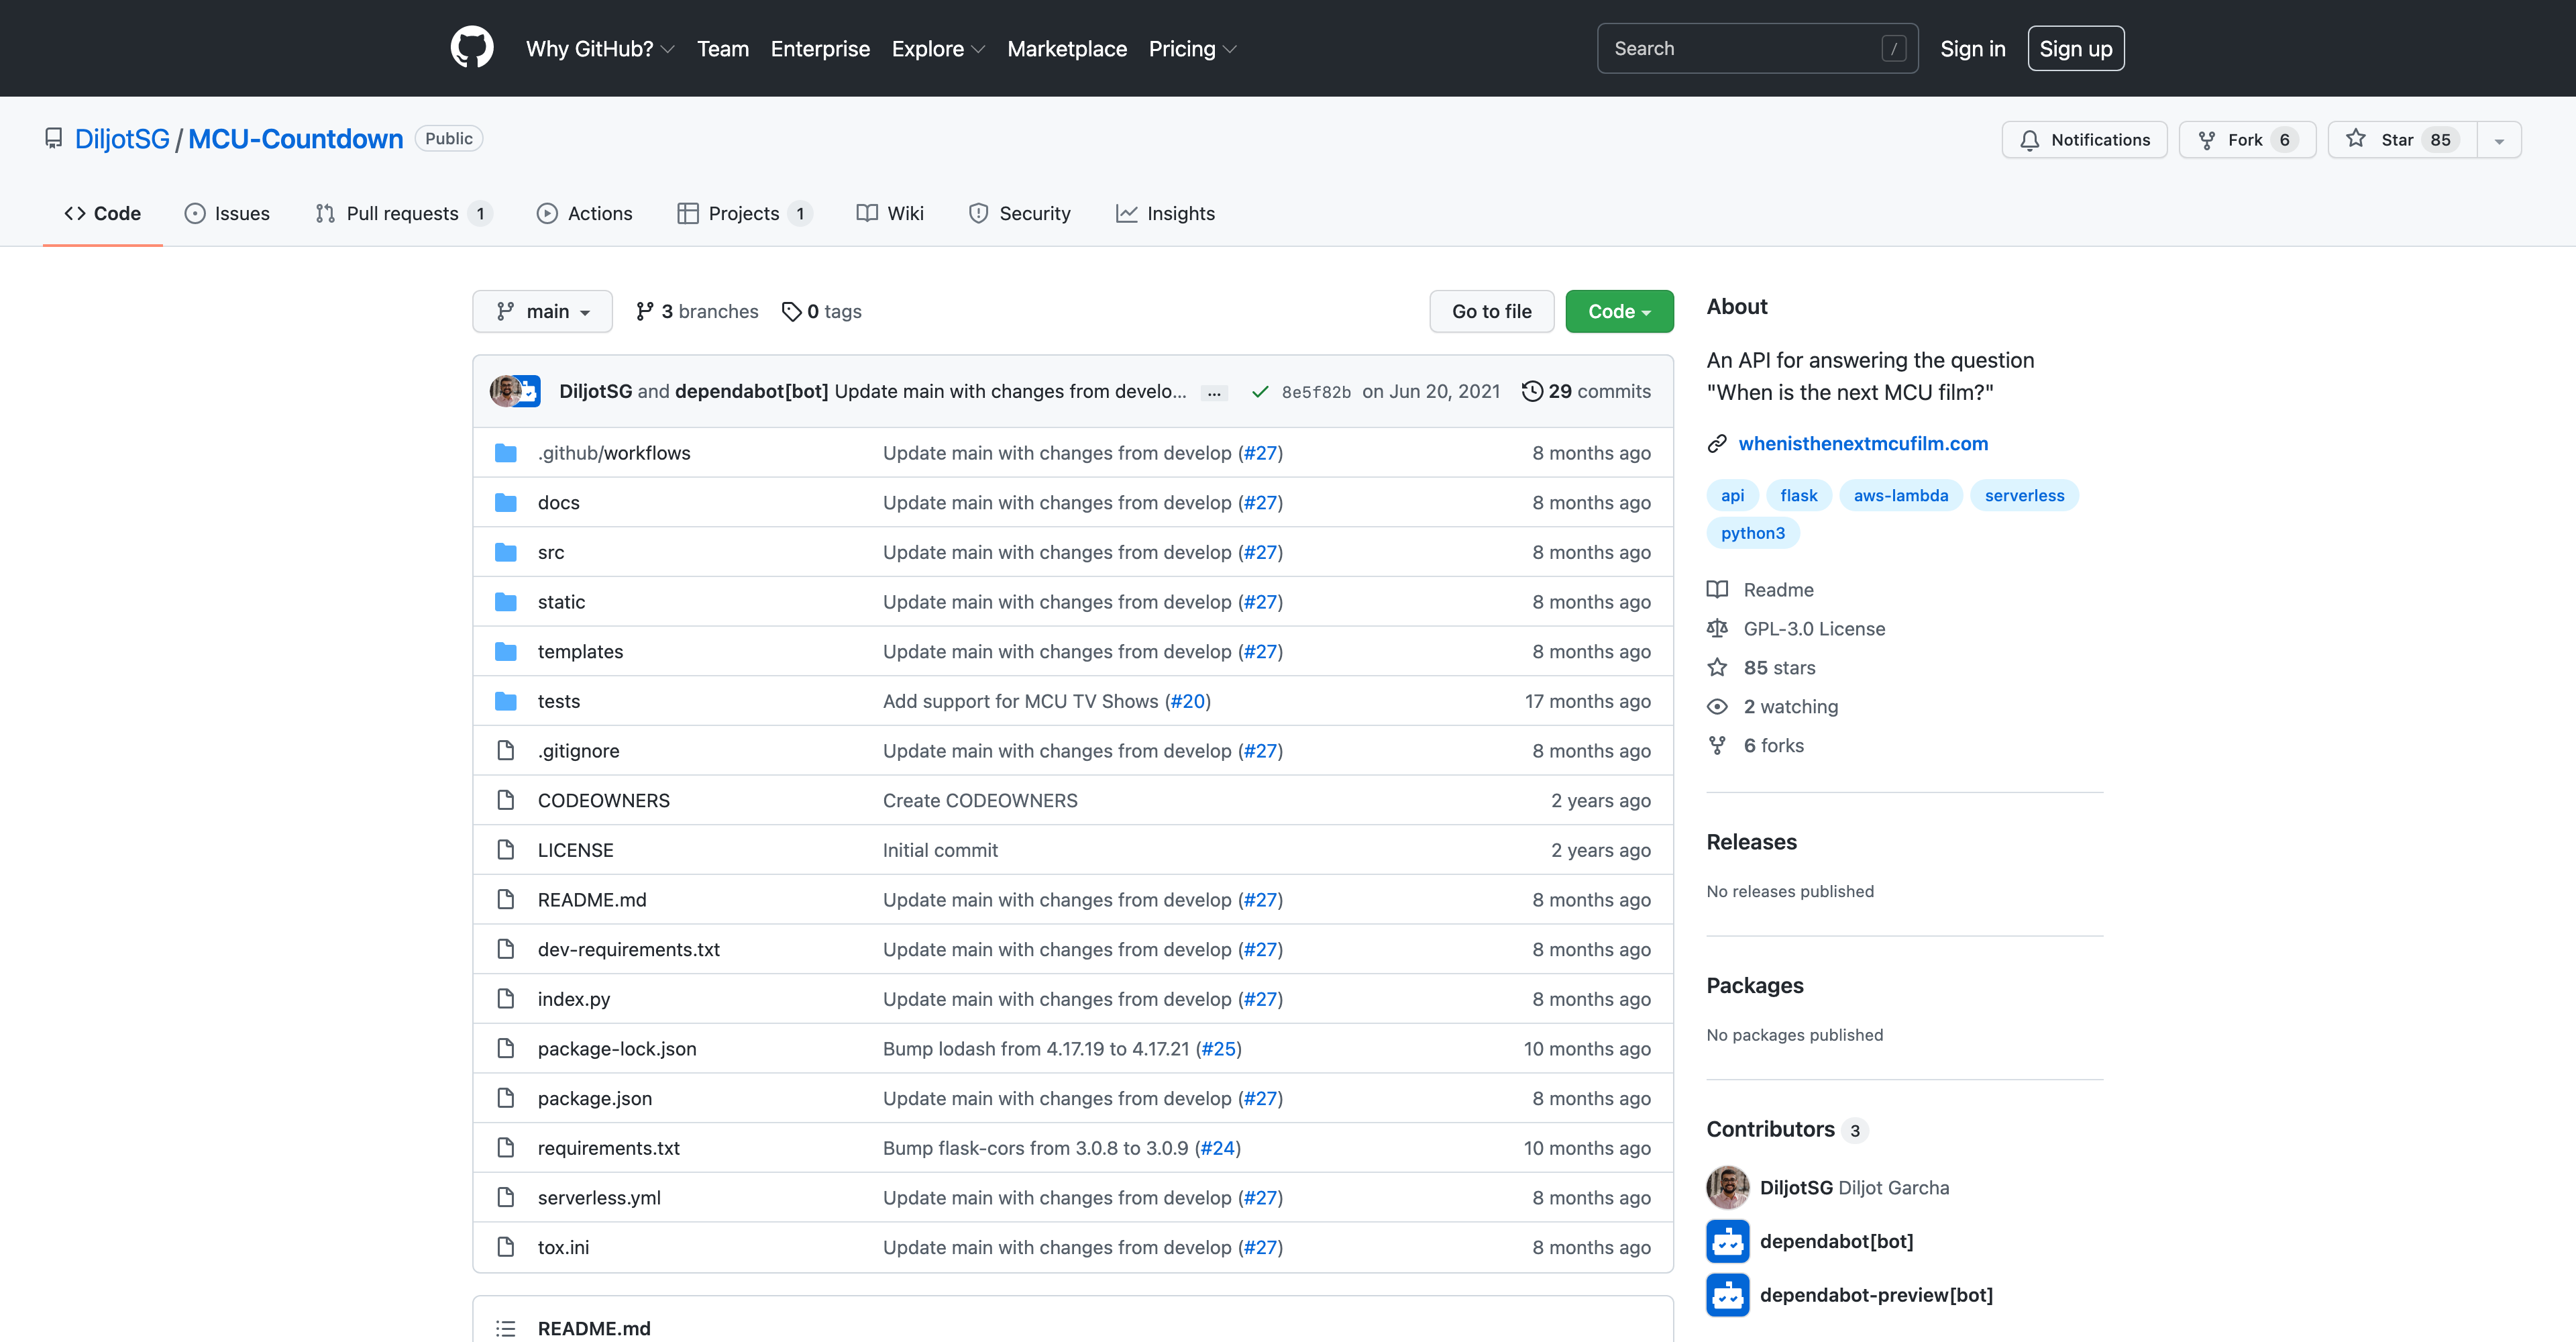 Why GitHub? Team Enterprise Explore Marketplace Pricing Search / Sign in Sign up
DiljotSG / MCU-Countdown Public Notifications Fork 6 Star 85
Code Issues Pull requests 1 Actions Projects 1 Wiki Security Insights
main 3 branches 0 tags Go to file Code
DiljotSG and dependabot[bot] Update main with changes from develo... ... 8e5f82b on Jun 20, 2021 29 commits
.github/workflows Update main with changes from develop (#27) 8 months ago
docs Update main with changes from develop (#27) 8 months ago
src Update main with changes from develop (#27) 8 months ago
static Update main with changes from develop (#27) 8 months ago
templates Update main with changes from develop (#27) 8 months ago
tests Add support for MCU TV Shows (#20) 17 months ago
.gitignore Update main with changes from develop (#27) 8 months ago
CODEOWNERS Create CODEOWNERS 2 years ago
LICENSE Initial commit 2 years ago
README.md Update main with changes from develop (#27) 8 months ago
dev-requirements.txt Update main with changes from develop (#27) 8 months ago
index.py Update main with changes from develop (#27) 8 months ago
package-lock.json Bump lodash from 4.17.19 to 4.17.21 (#25) 10 months ago
package.json Update main with changes from develop (#27) 8 months ago
requirements.txt Bump flask-cors from 3.0.8 to 3.0.9 (#24) 10 months ago
serverless.yml Update main with changes from develop (#27) 8 months ago
tox.ini Update main with changes from develop (#27) 8 months ago
README.md
About
An API for answering the question
"When is the next MCU film?"
whenisthenextmcufilm.com
api flask aws-lambda serverless
python3
Readme
GPL-3.0 License
85 stars
2 watching
6 forks
Releases
No releases published
Packages
No packages published
Contributors 3
DiljotSG Diljot Garcha
dependabot[bot]
dependabot-preview[bot]